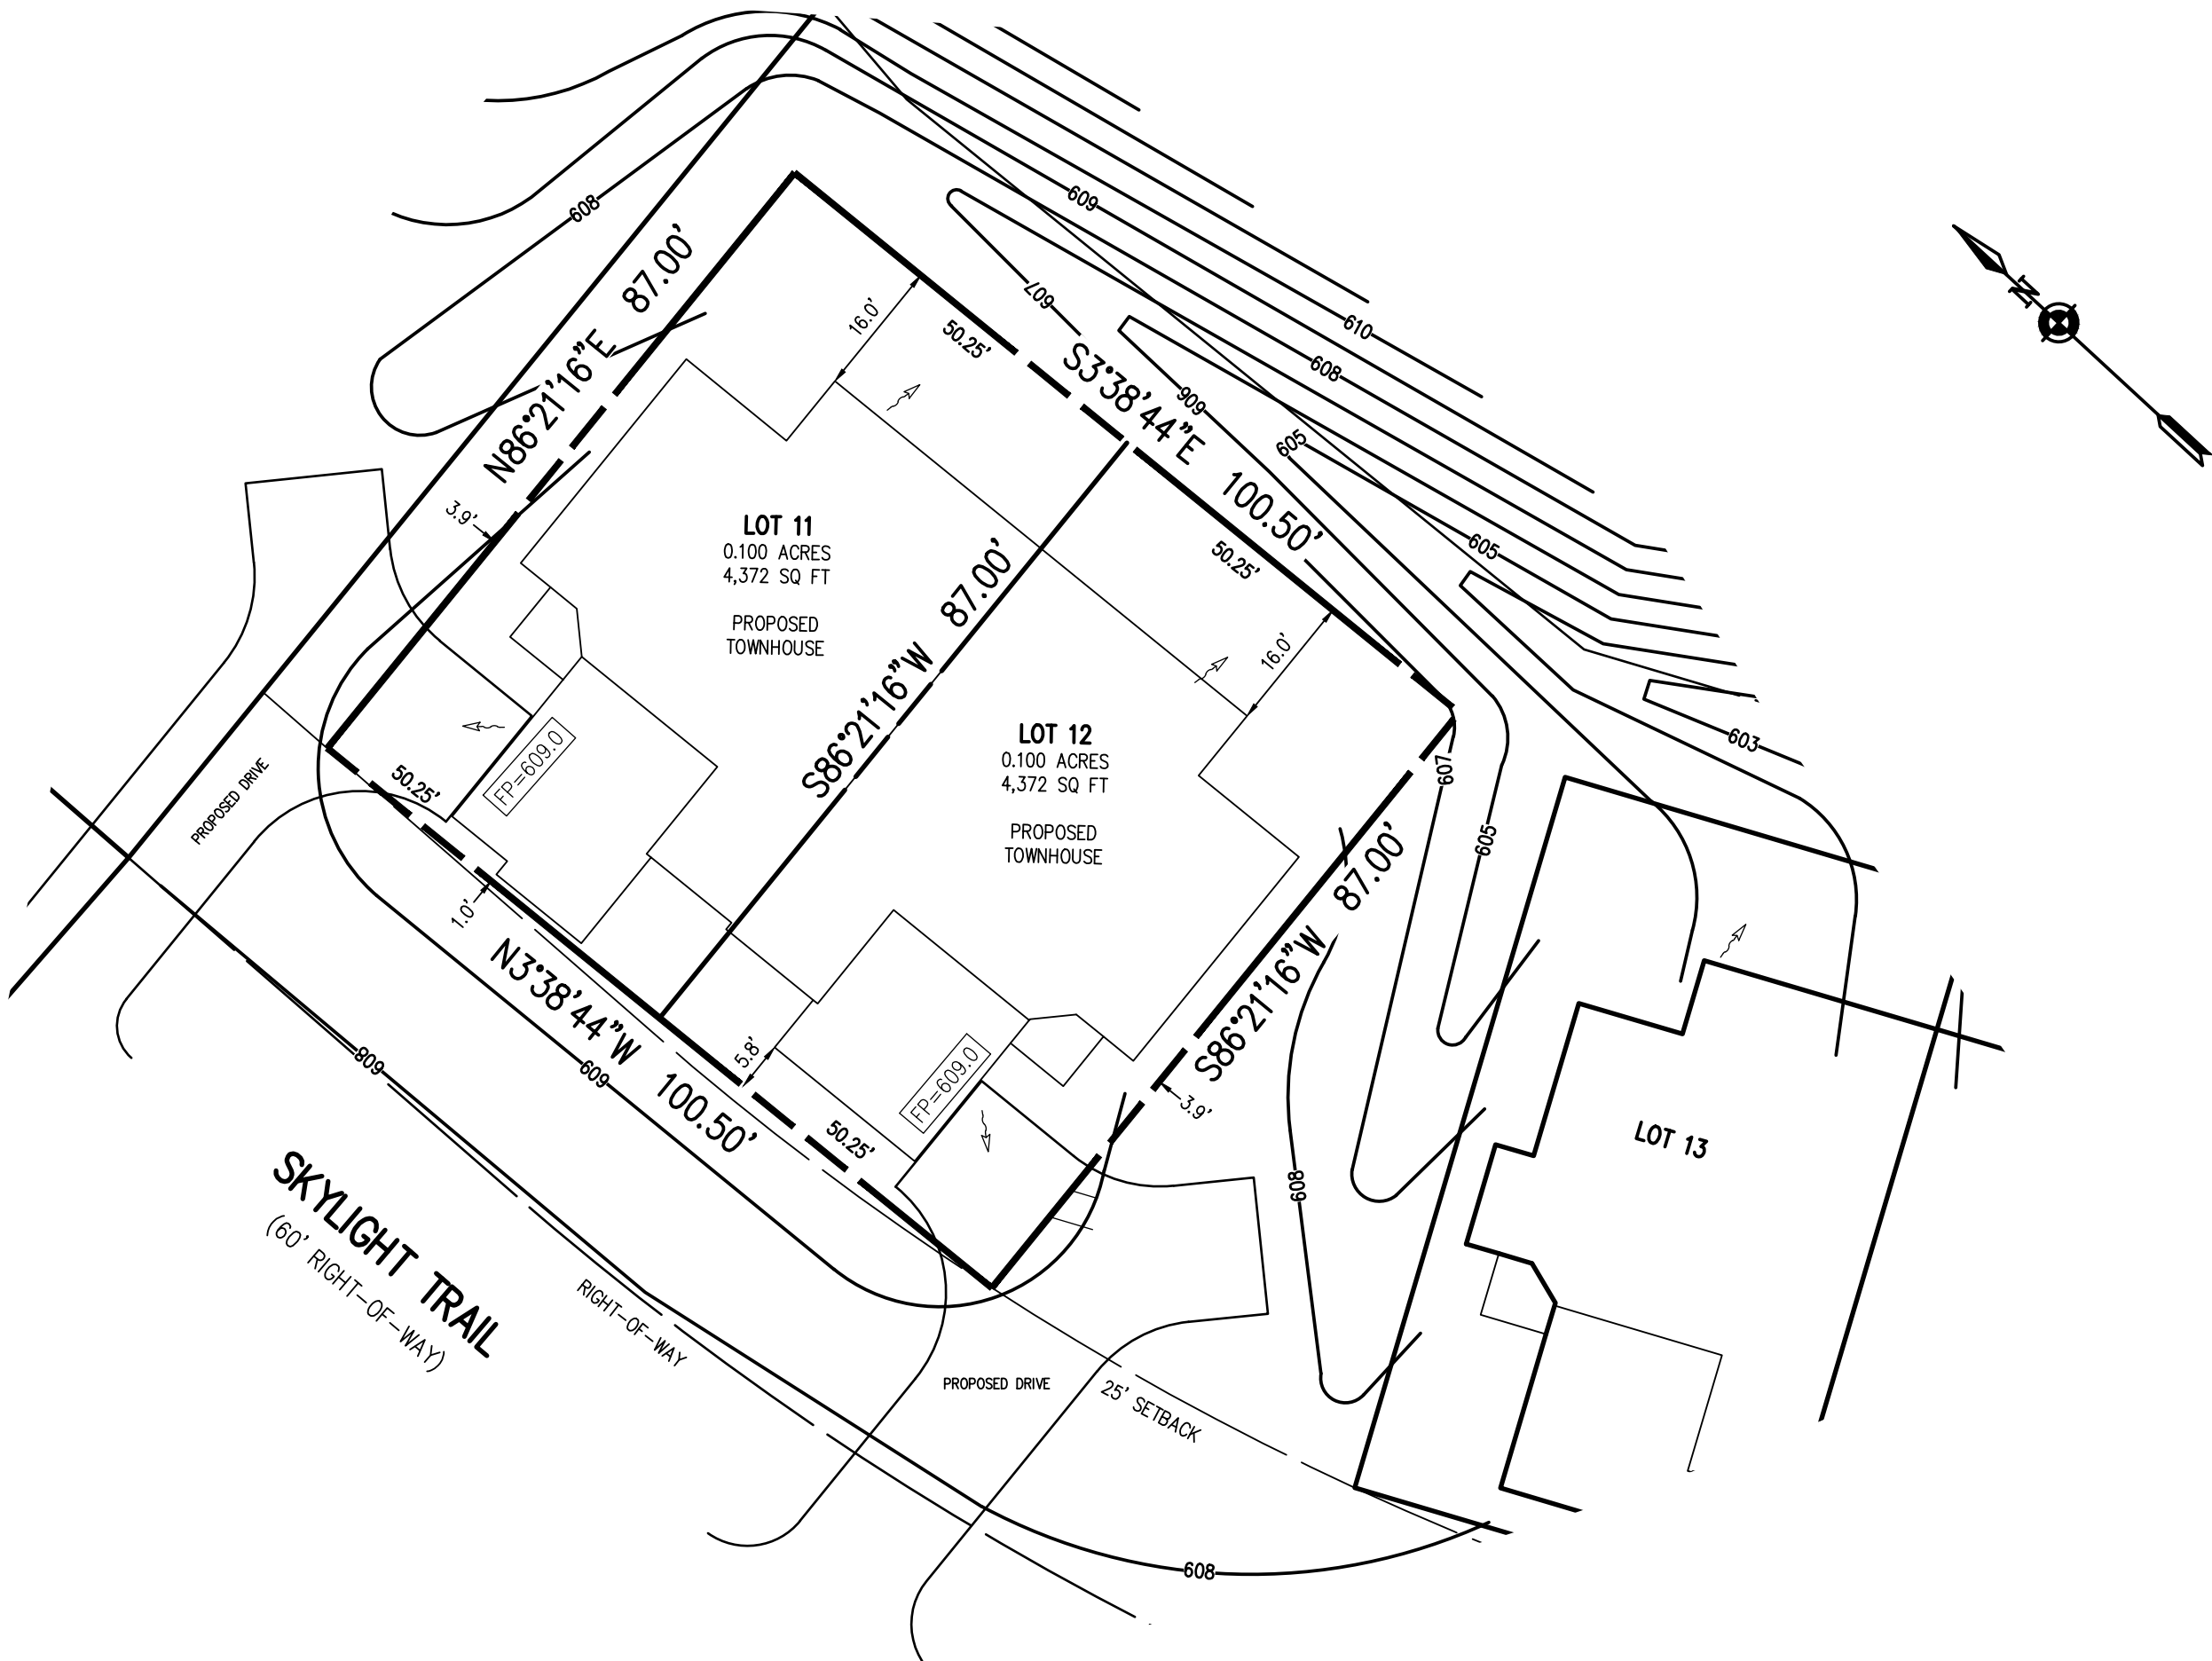 608
609
610
608
607
606
605
605
603
N
N86°21'16"E 87.00'
16.0'
50.25'
S3°38'44"E 100.50'
3.9'
LOT 11
0.100 ACRES
4,372 SQ FT
PROPOSED
TOWNHOUSE
50.25'
S86°21'16"W 87.00'
16.0'
LOT 12
0.100 ACRES
4,372 SQ FT
PROPOSED
TOWNHOUSE
FP=609.0
PROPOSED DRIVE
50.25'
1.0'
607
605
S86°21'16"W 87.00'
N3°38'44"W 100.50'
608
609
5.8'
FP=609.0
3.9'
50.25'
608
LOT 13
SKYLIGHT TRAIL
(60' RIGHT-OF-WAY)
RIGHT-OF-WAY
PROPOSED DRIVE
25' SETBACK
608